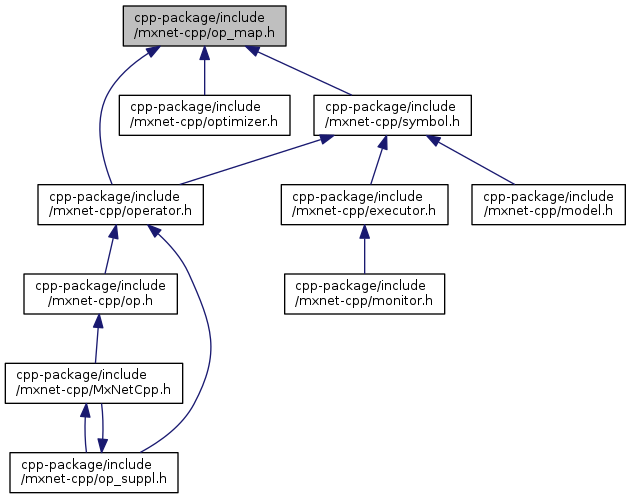 cpp-package/include
/mxnet-cpp/op_map.h
cpp-package/include
/mxnet-cpp/optimizer.h
cpp-package/include
/mxnet-cpp/symbol.h
cpp-package/include
/mxnet-cpp/operator.h
cpp-package/include
/mxnet-cpp/executor.h
cpp-package/include
/mxnet-cpp/model.h
cpp-package/include
/mxnet-cpp/op.h
cpp-package/include
/mxnet-cpp/monitor.h
cpp-package/include
/mxnet-cpp/MxNetCpp.h
cpp-package/include
/mxnet-cpp/op_suppl.h